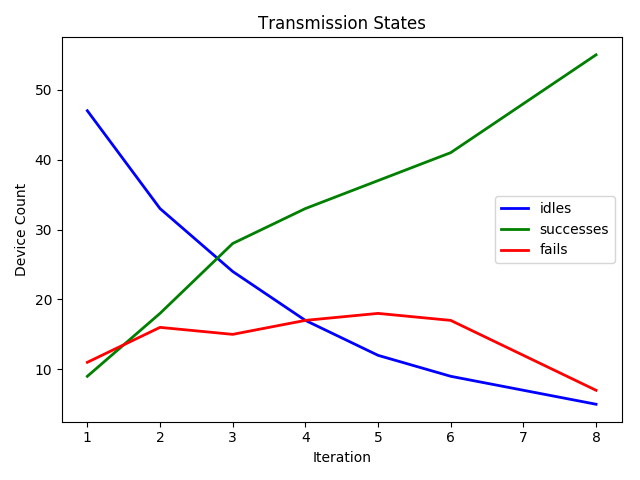 Transmission States
50
40
30
20
10
Device Count
idles
successes
fails
1 2 3 4 5 6 7 8
Iteration